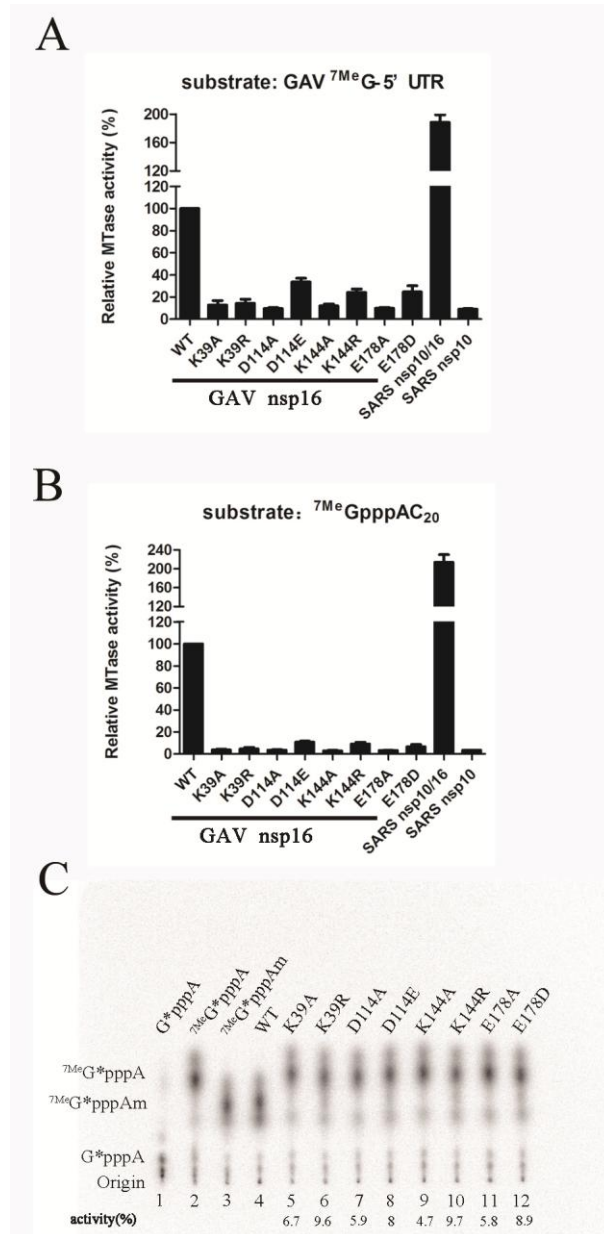 A
substrate: GAV 7MeG-5' UTR
Relative MTase activity (%)
200
160
120
120
100
80
60
40
20
0
WT
K39A
K39R
D114A
D114E
K144A
K144R
E178A
E178D
SARS nsp10/16
SARS nsp10
GAV nsp16
B
substrate: 7MeGpppAC20
Relative MTase activity (%)
240
200
160
120
120
100
80
60
40
20
0
WT
K39A
K39R
D114A
D114E
K144A
K144R
E178A
E178D
SARS nsp10/16
SARS nsp10
GAV nsp16
C
G*pppA
7MeG*pppA
7MeG*pppAm
WT
K39A
K39R
D114A
D114E
K144A
K144R
E178A
E178D
7MeG*pppA
7MeG*pppAm
G*pppA
Origin
1 2 3 4 5 6 7 8 9 10 11 12
activity(%) 6.7 9.6 5.9 8 4.7 9.7 5.8 8.9